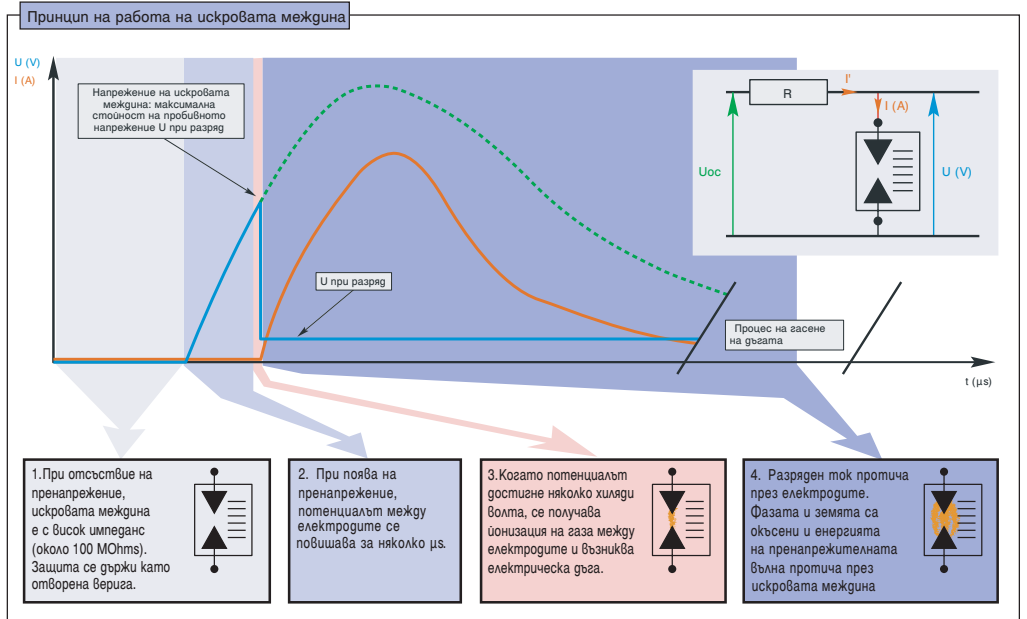 Принцип на работа на искровата междина
U (V)
I (A)
Напрежение на искровата
междина: максимална
стойност на пробивното
напрежение U при разряд
U при разряд
R
I'
I (A)
Uoc
U (V)
Процес на гасене
на дъгата
t (µs)
1.При отсъствие на
пренапрежение,
искровата междина
е с висок импеданс
(около 100 MOhms).
Защита се държи като
отворена верига.
2. При поява на
пренапрежение,
потенциалът между
електродите се
повишава за няколко µs.
3.Когато потенциалът
достигне няколко хиляди
волта, се получава
йонизация на газа между
електродите и възниква
електрическа дъга.
4. Разряден ток протича
през електродите.
Фазата и земята са
окъсени и енергията
на пренапрежителната
вълна протича през
искровата междина